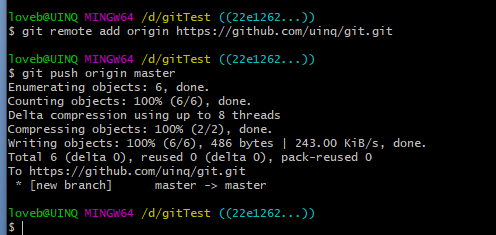 loveb@UINQ MINGW64 /d/gitTest ((22e1262...))
$ git remote add origin https://github.com/uinq/git.git
loveb@UINQ MINGW64 /d/gitTest ((22e1262...))
$ git push origin master
Enumerating objects: 6, done.
Counting objects: 100% (6/6), done.
Delta compression using up to 8 threads
Compressing objects: 100% (2/2), done.
Writing objects: 100% (6/6), 486 bytes | 243.00 KiB/s, done.
Total 6 (delta 0), reused 0 (delta 0), pack-reused 0
To https://github.com/uinq/git.git
 * [new branch]      master -> master
loveb@UINQ MINGW64 /d/gitTest ((22e1262...))
$